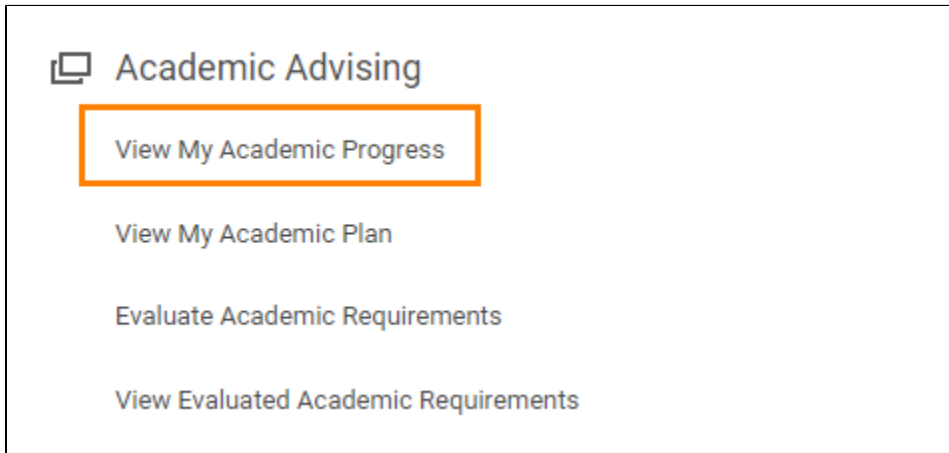 Academic Advising
View My Academic Progress
View My Academic Plan
Evaluate Academic Requirements
View Evaluated Academic Requirements